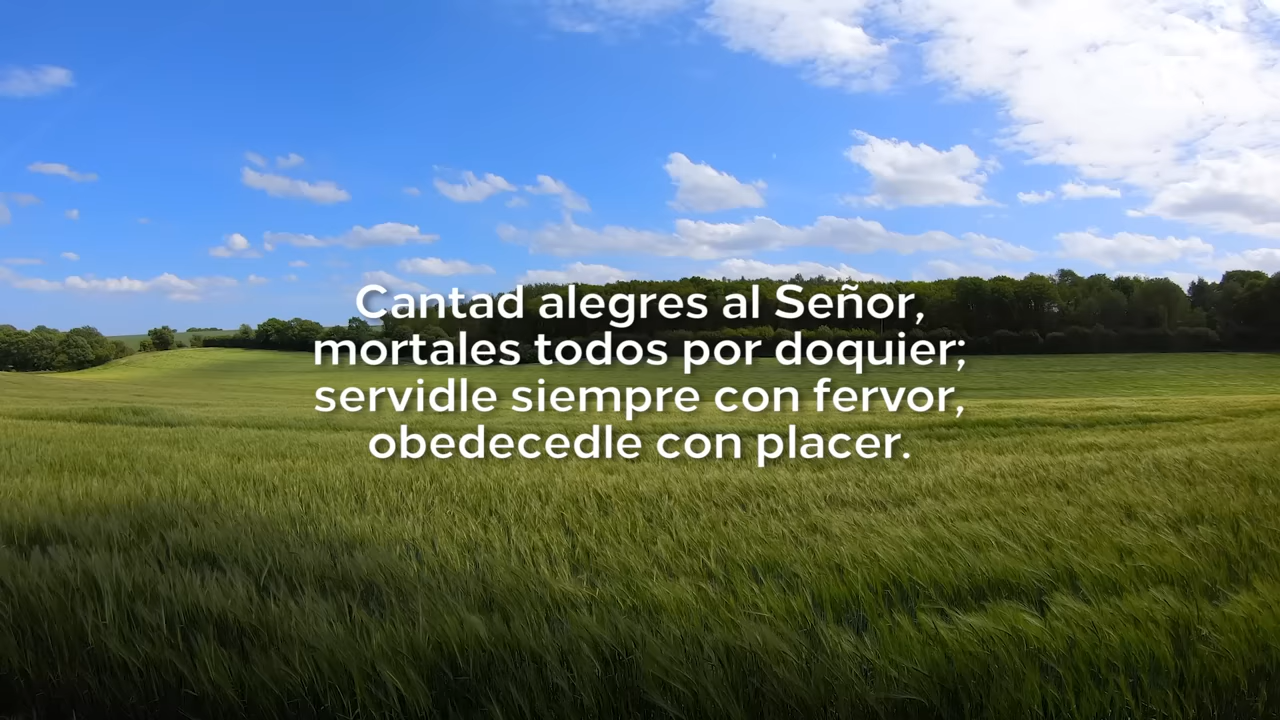 Cantad alegres al Señor,
mortales todos por doquier;
servidle siempre con fervor,
obedecedle con placer.